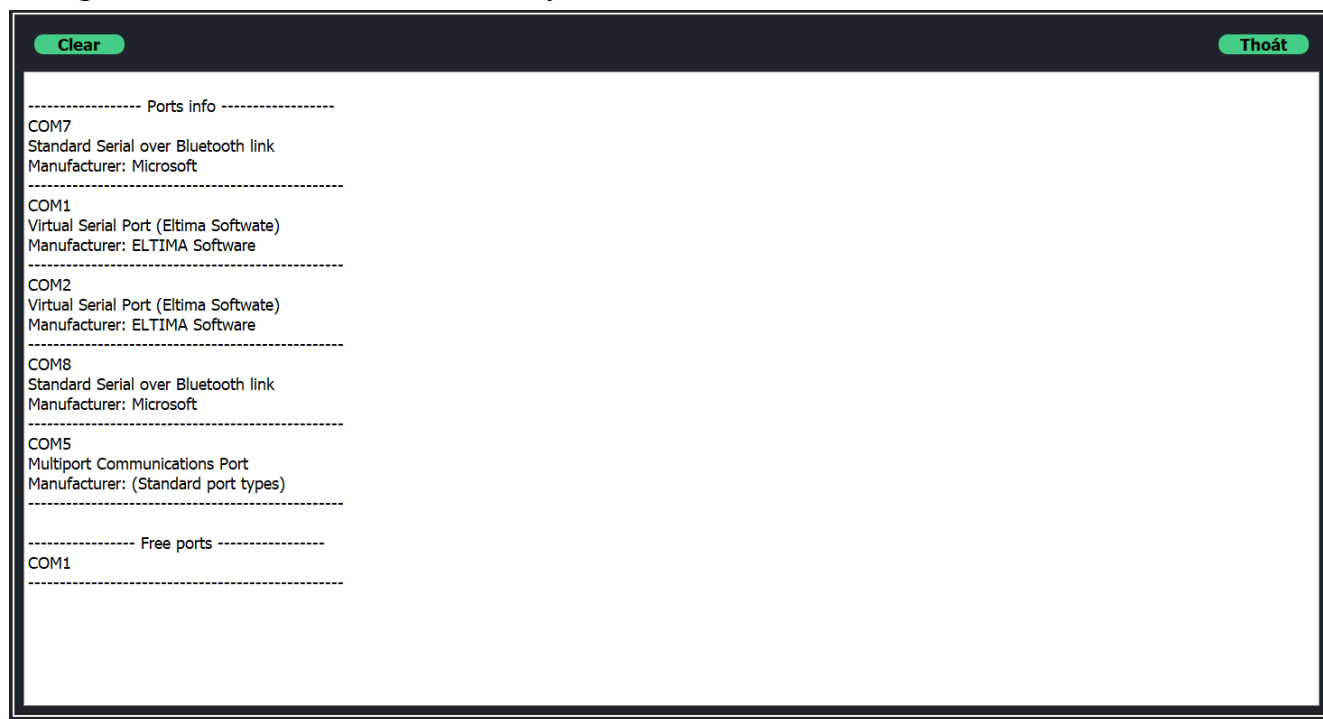 Clear
Thoát
------------------ Ports info ------------------
COM7
Standard Serial over Bluetooth link
Manufacturer: Microsoft
--------------------------------------------------
COM1
Virtual Serial Port (Eltima Softwate)
Manufacturer: ELTIMA Software
--------------------------------------------------
COM2
Virtual Serial Port (Eltima Softwate)
Manufacturer: ELTIMA Software
--------------------------------------------------
COM8
Standard Serial over Bluetooth link
Manufacturer: Microsoft
--------------------------------------------------
COM5
Multiport Communications Port
Manufacturer: (Standard port types)
--------------------------------------------------
----------------- Free ports -----------------
COM1
--------------------------------------------------